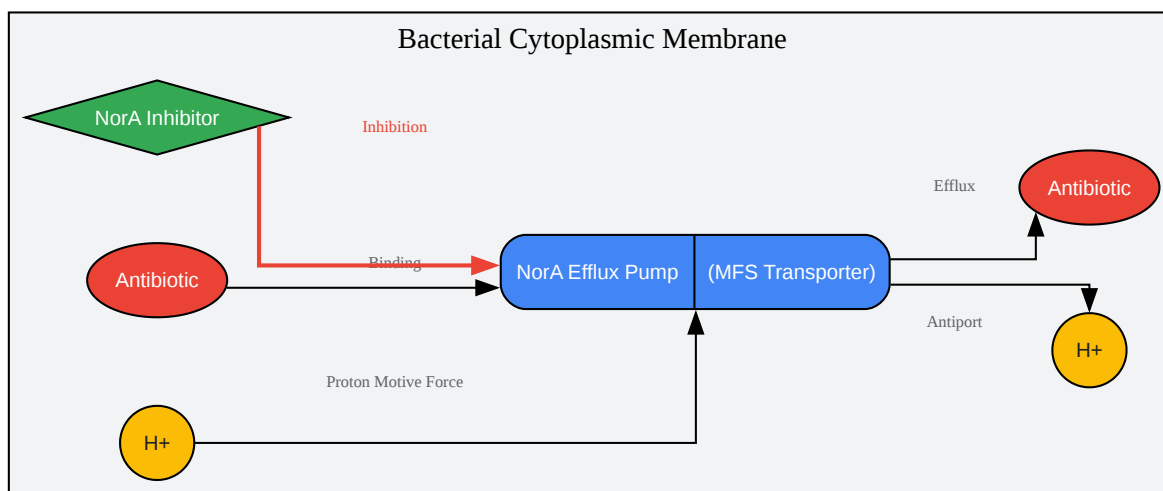 Bacterial Cytoplasmic Membrane
NorA Inhibitor
Inhibition
Efflux
Antibiotic
Binding
Antibiotic
NorA Efflux Pump
(MFS Transporter)
Antiport
H+
Proton Motive Force
H+